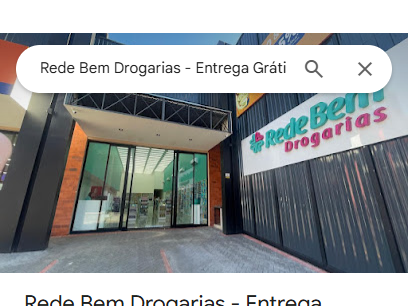 Rede Bem Drogarias - Entrega Gráti
Rede Bem
Drogarias
Rede Bem Drogarias - Entrega